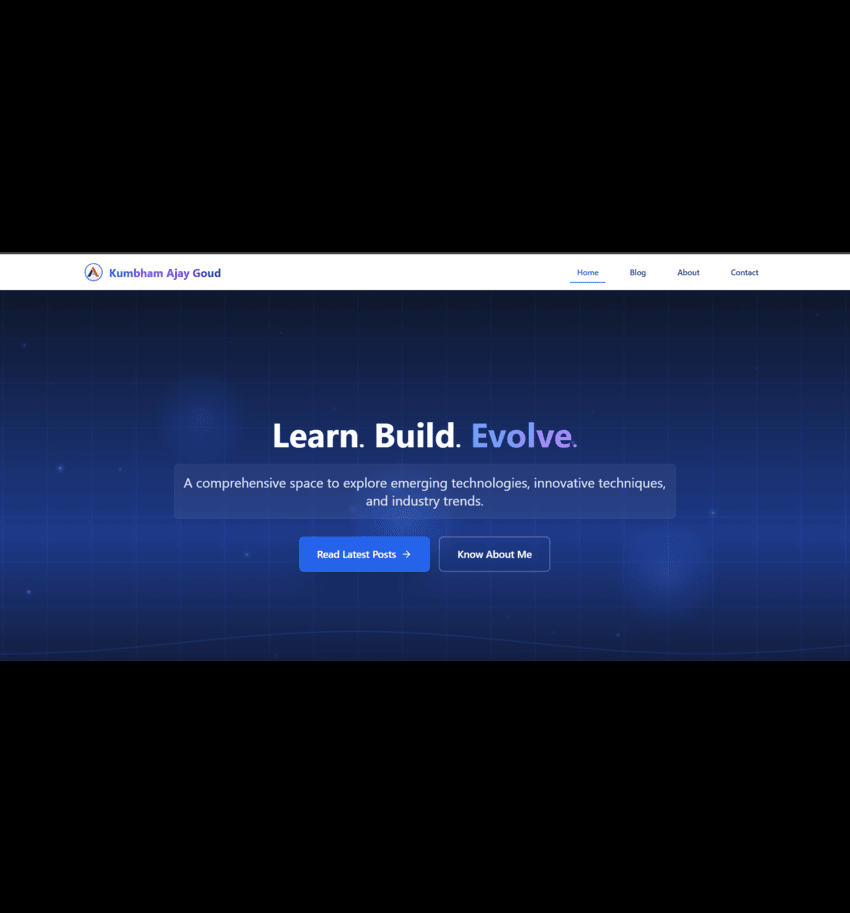 Kumbham Ajay Goud
Home Blog About Contact
Learn. Build. Evolve.
A comprehensive space to explore emerging technologies, innovative techniques,
and industry trends.
Read Latest Posts →
Know About Me